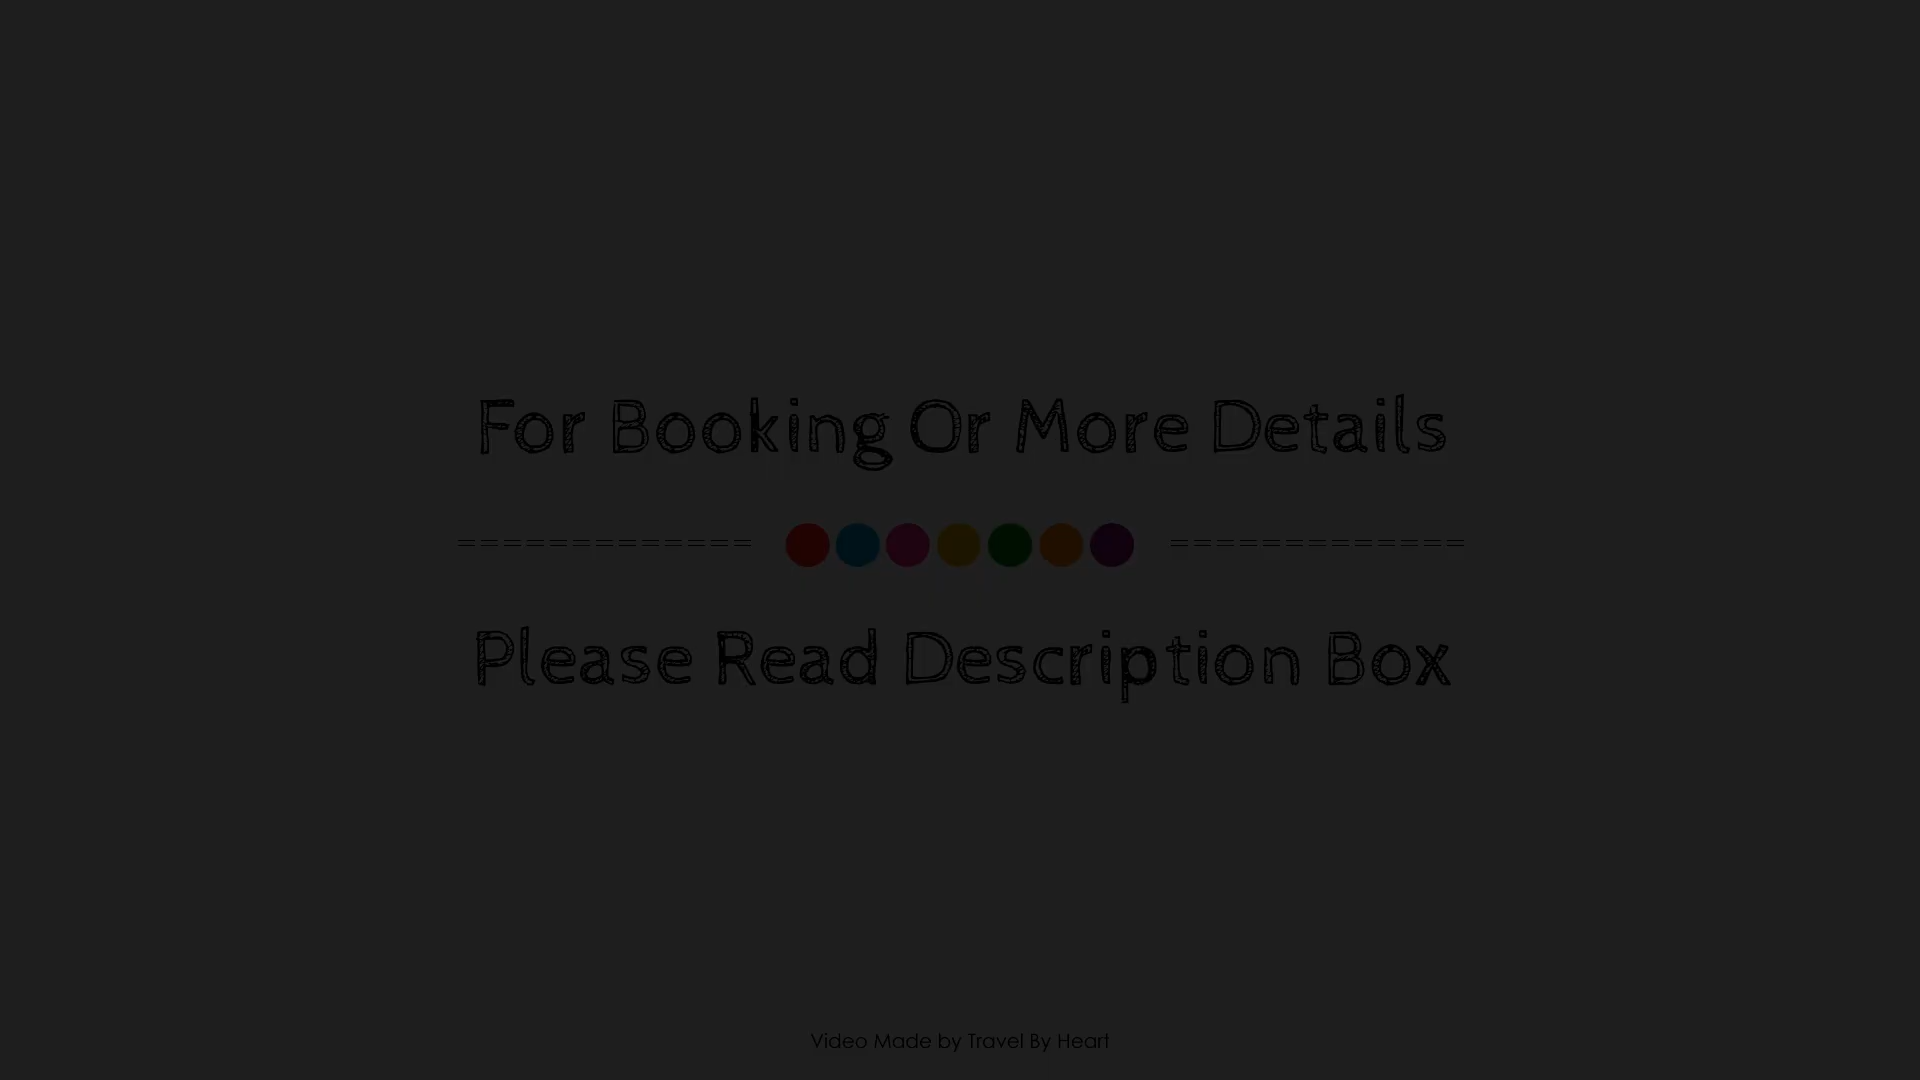 For Booking Or More Details
============= =============
Please Read Description Box
Video Made by Travel By Heart